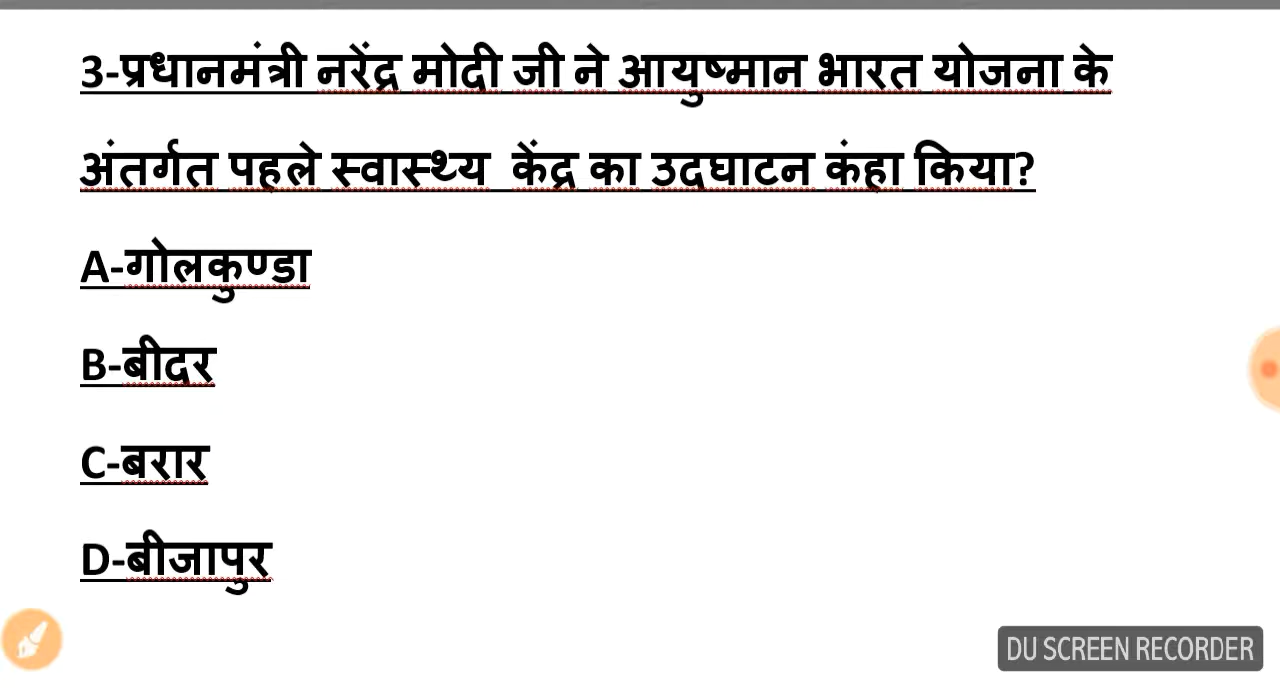 3-प्रधानमंत्री नरेंद्र मोदी जी ने आयुष्मान भारत योजना के
अंतर्गत पहले स्वास्थ्य केंद्र का उदघाटन कंहा किया?
A-गोलकुण्डा
B-बीदर
C-बरार
D-बीजापुर
DU SCREEN RECORDER